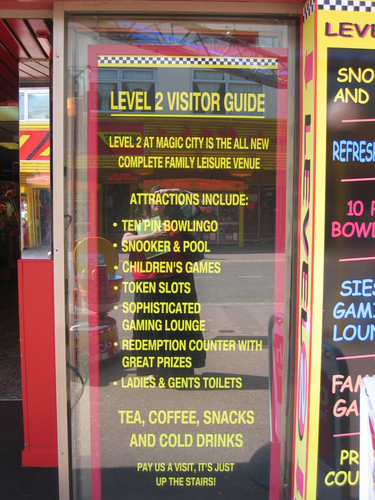 LEVEL 2 VISITOR GUIDE
LEVEL 2 AT MAGIC CITY IS THE ALL NEW
COMPLETE FAMILY LEISURE VENUE
ATTRACTIONS INCLUDE:
• TEN PIN BOWLINGO
• SNOOKER & POOL
• CHILDREN'S GAMES
• TOKEN SLOTS
• SOPHISTICATED
GAMING LOUNGE
• REDEMPTION COUNTER WITH
GREAT PRIZES
• LADIES & GENTS TOILETS
TEA, COFFEE, SNACKS
AND COLD DRINKS
PAY US A VISIT, IT'S JUST
UP THE STAIRS!
LEVEL
LEVE
SNO
AND
REFRES
10 P
BOW
SIE
GAM
LOUN
FAM
GA
PR
COU